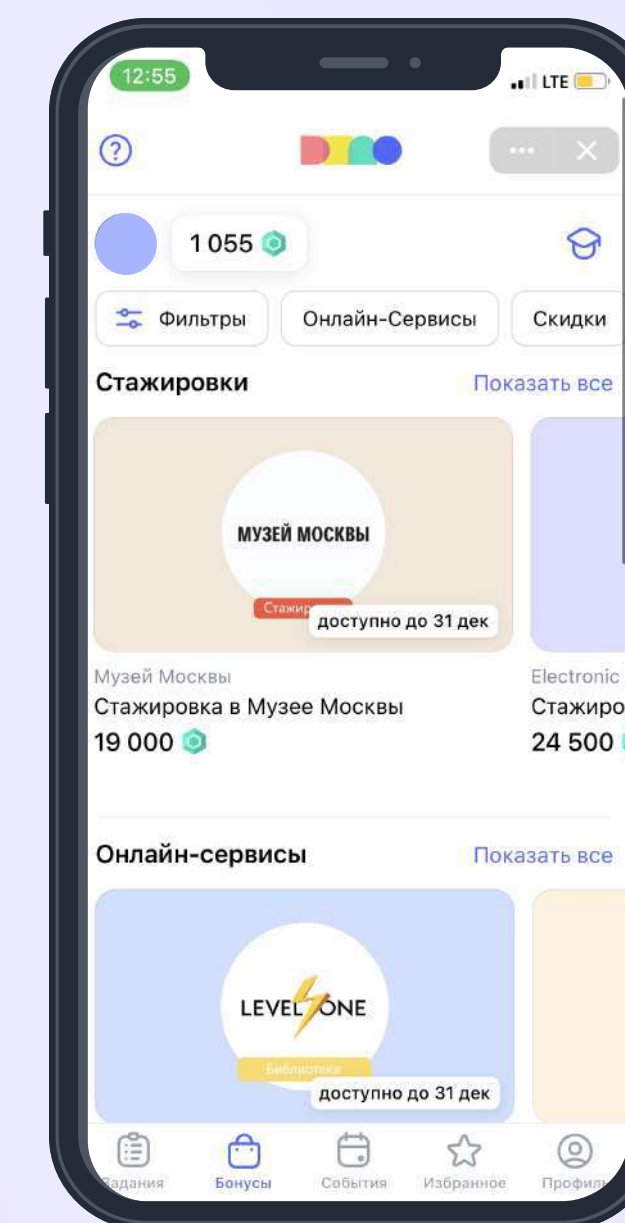 12:55
LTE
1 055
Фильтры
Онлайн-Сервисы
Скидки
Стажировки
Показать все
МУЗЕЙ МОСКВЫ
доступно до 31 дек
Музей Москвы
Electronic
Стажировка в Музее Москвы
Стажиро
19 000
24 500
Онлайн-сервисы
Показать все
LEVEL ONE
Библиотека
доступно до 31 дек
Задания
Бонусы
События
Избранное
Профиль